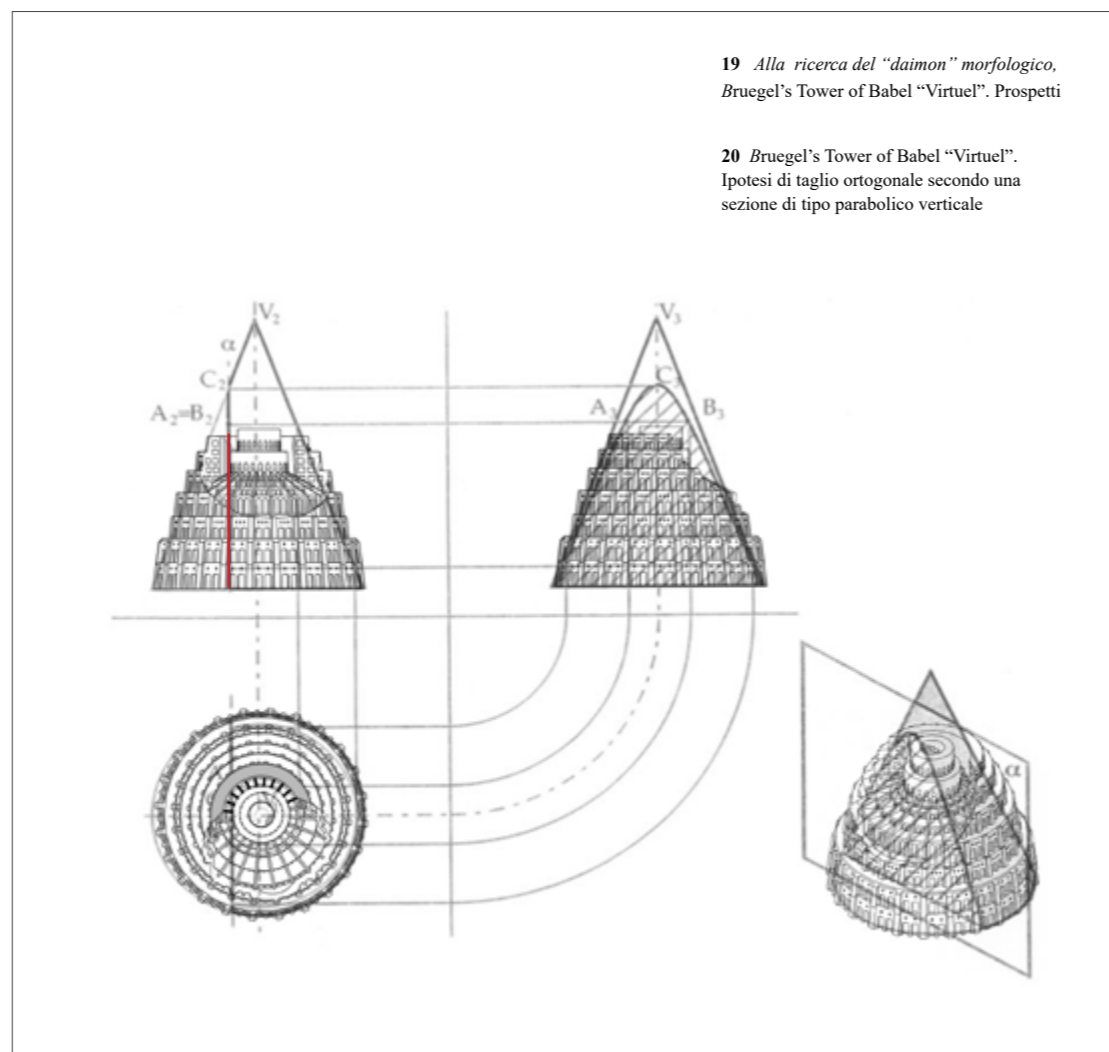 19 Alla ricerca del “daimon” morfologico,
Bruegel’s Tower of Babel “Virtuel”. Prospetti
20 Bruegel’s Tower of Babel “Virtuel”.
Ipotesi di taglio ortogonale secondo una
sezione di tipo parabolico verticale
V₂
V₃
α
C₂
C₃
A₂≡B₂
A₃
B₃
α